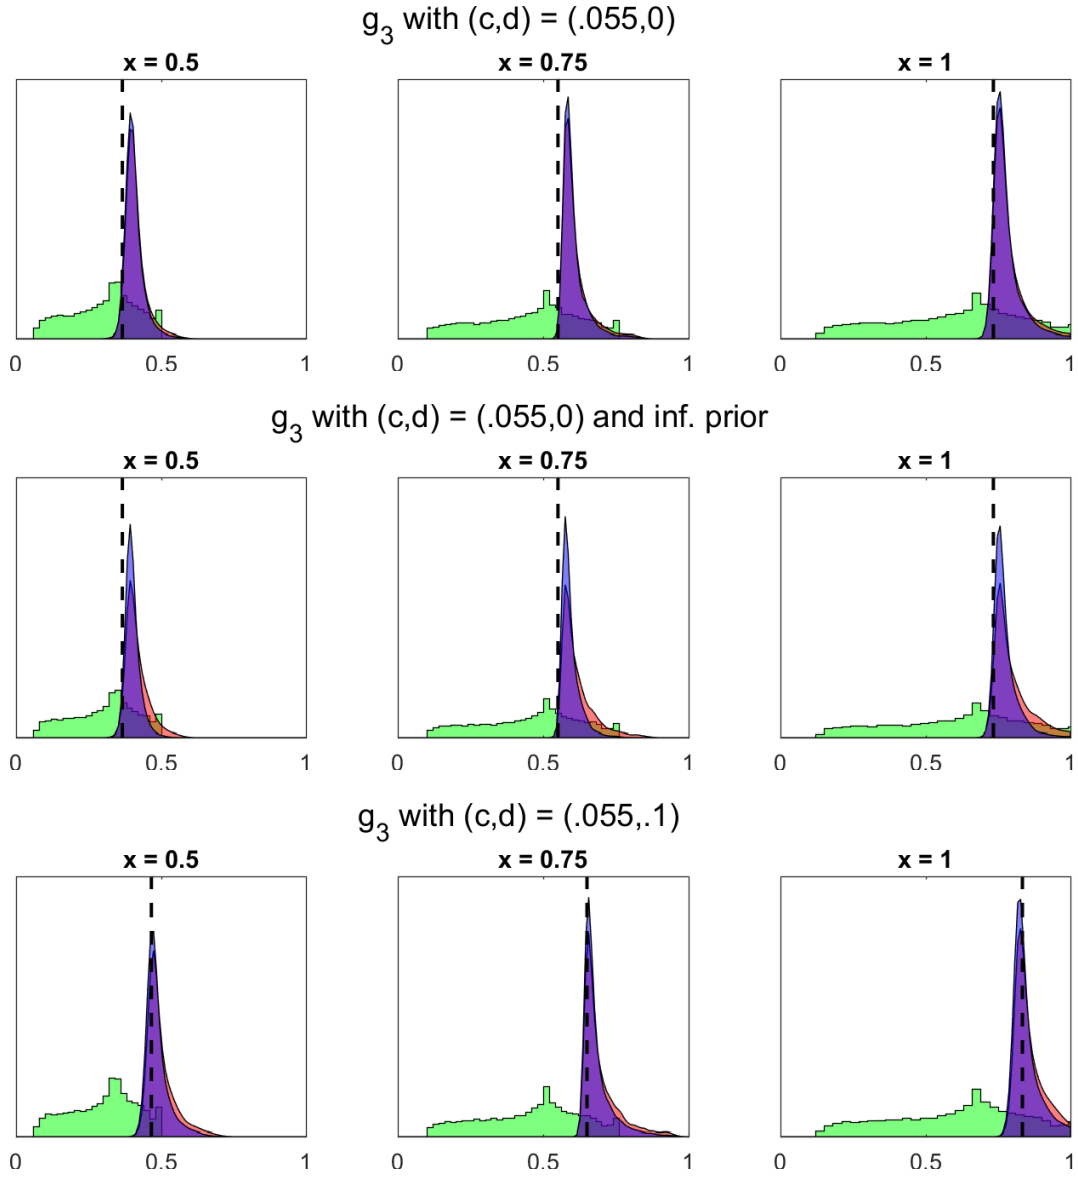 g₃ with (c,d) = (.055,0)
x = 0.5 x = 0.75 x = 1
0 0.5 1 0 0.5 1 0 0.5 1
g₃ with (c,d) = (.055,0) and inf. prior
x = 0.5 x = 0.75 x = 1
0 0.5 1 0 0.5 1 0 0.5 1
g₃ with (c,d) = (.055,.1)
x = 0.5 x = 0.75 x = 1
0 0.5 1 0 0.5 1 0 0.5 1